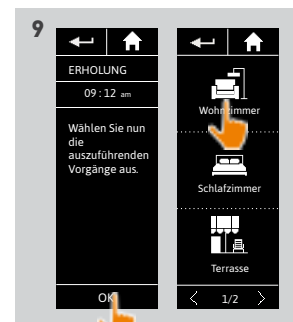 9
ERHOLUNG
09 : 12 am
Wählen Sie nun
die
auszuführenden
Vorgänge aus.
OK
Wohnzimmer
Schlafzimmer
Terrasse
1/2